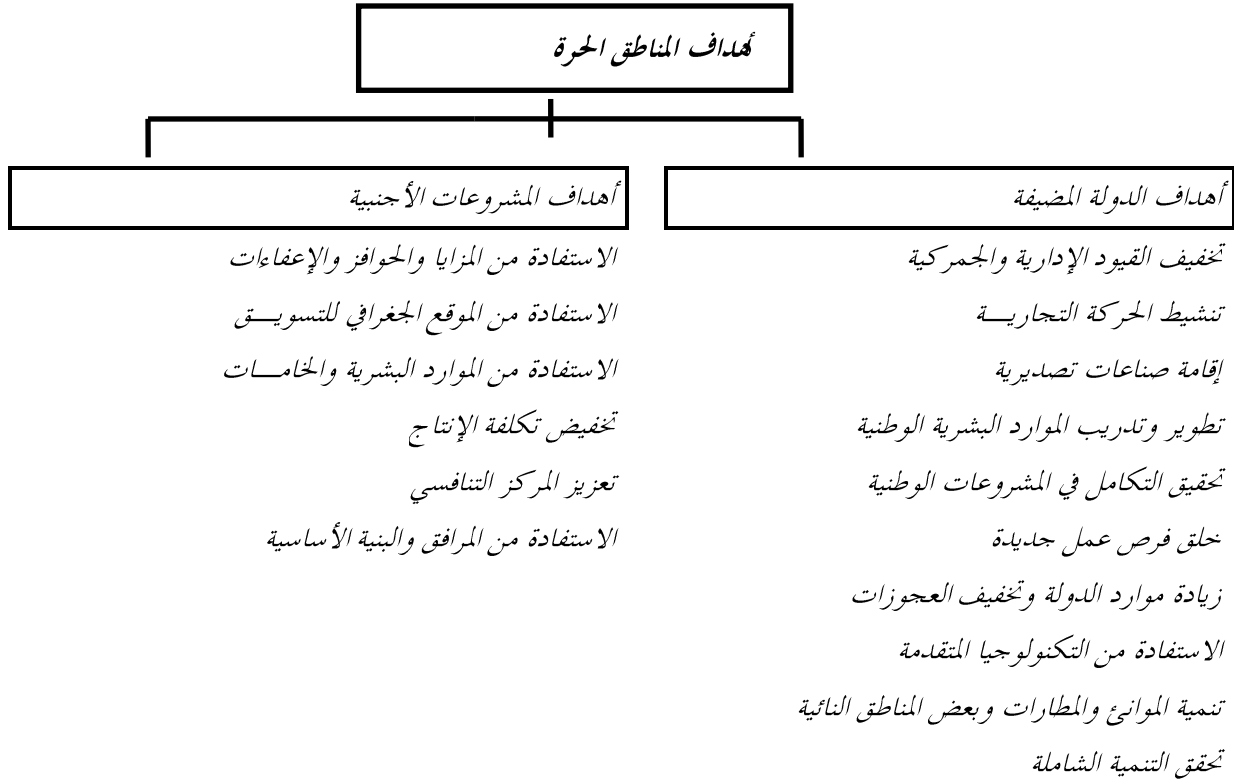 أهداف المناطق الحرة
أهداف الدولة المضيفة
تخفيف القيود الإدارية والجمركية
تنشيط الحركة التجاريـــة
إقامة صناعات تصديرية
تطوير وتدريب الموارد البشرية الوطنية
تحقيق التكامل في المشروعات الوطنية
خلق فرص عمل جديدة
زيادة موارد الدولة وتخفيف العجوزات
الاستفادة من التكنولوجيا المتقدمة
تنمية الموانئ والمطارات وبعض المناطق النائية
تحقق التنمية الشاملة
أهداف المشروعات الأجنبية
الاستفادة من المزايا والحوافز والإعفاءات
الاستفادة من الموقع الجغرافي للتسويـــق
الاستفادة من الموارد البشرية والخامـــات
تخفيض تكلفة الإنتاج
تعزيز المركز التنافسي
الاستفادة من المرافق والبنية الأساسية